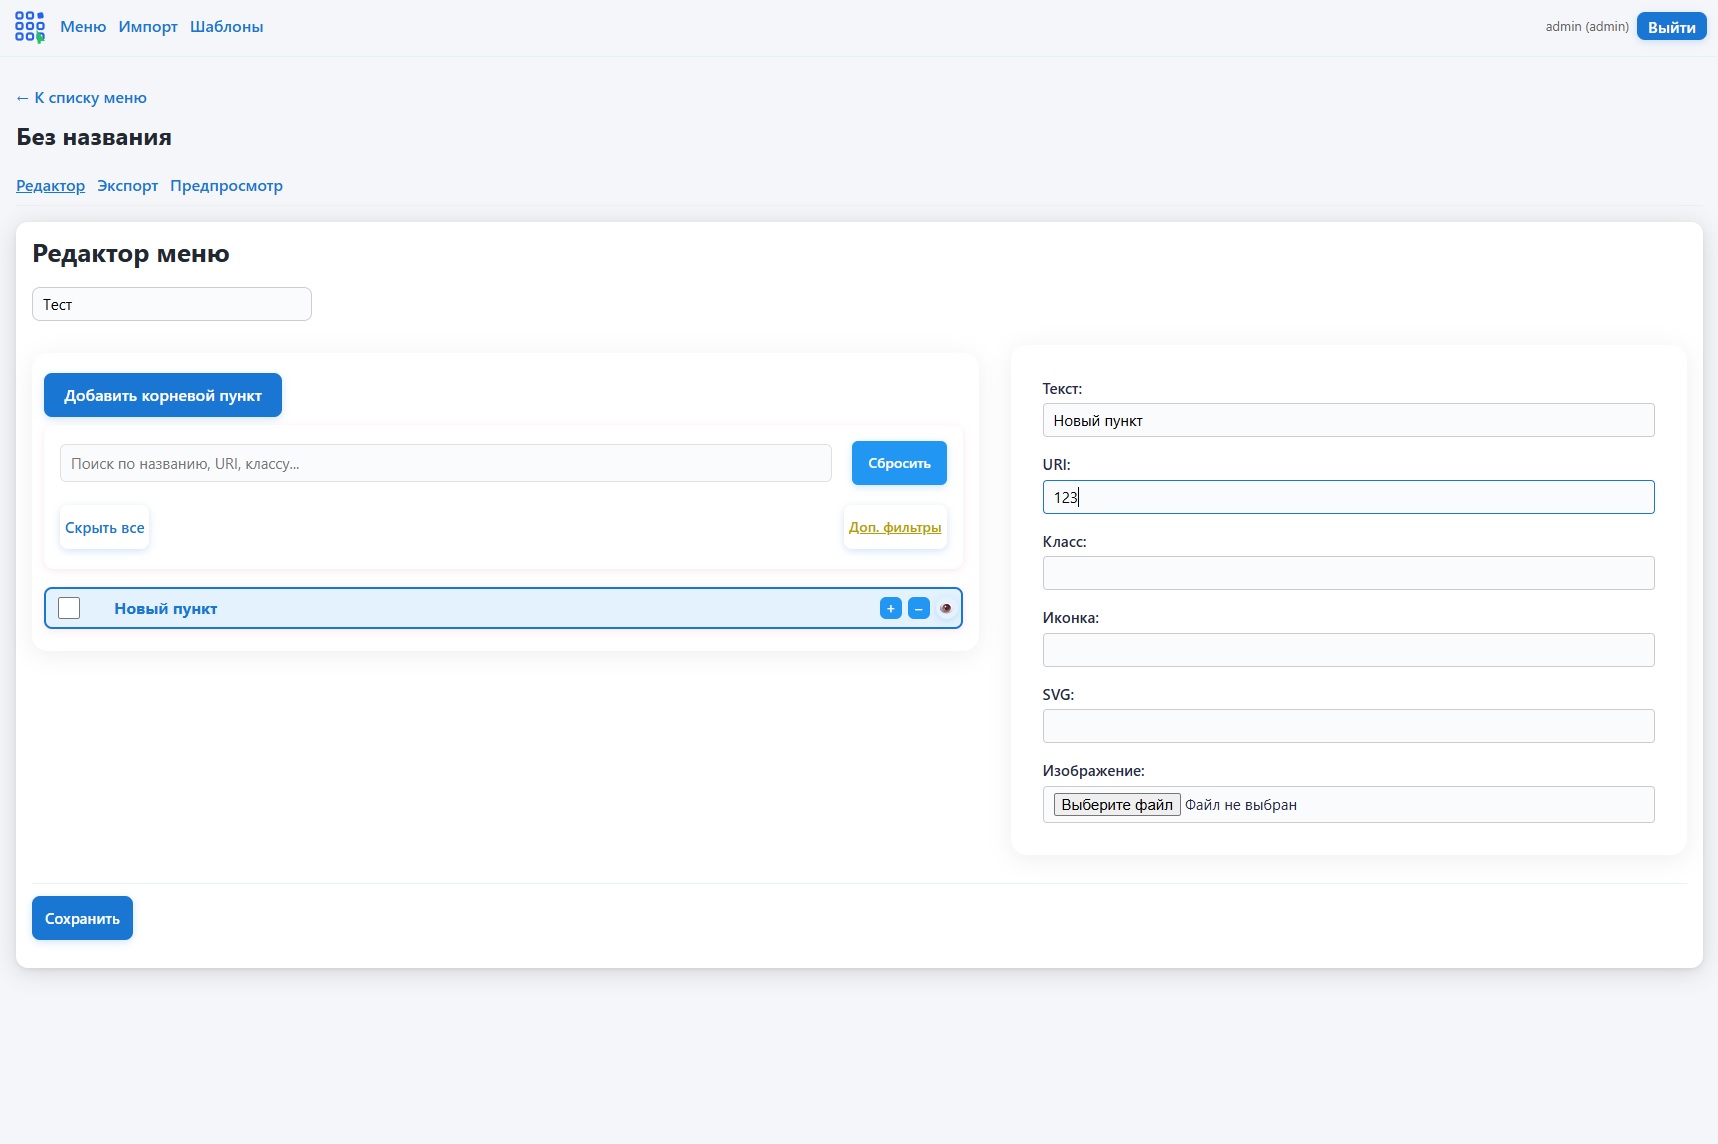 Меню Импорт Шаблоны admin (admin) Выйти
← К списку меню
Без названия
Редактор Экспорт Предпросмотр
Редактор меню
Тест
Добавить корневой пункт
Поиск по названию, URI, классу...
Сбросить
Скрыть все
Доп. фильтры
Новый пункт + –
Текст:
Новый пункт
URI:
123
Класс:
Иконка:
SVG:
Изображение:
Выберите файл Файл не выбран
Сохранить